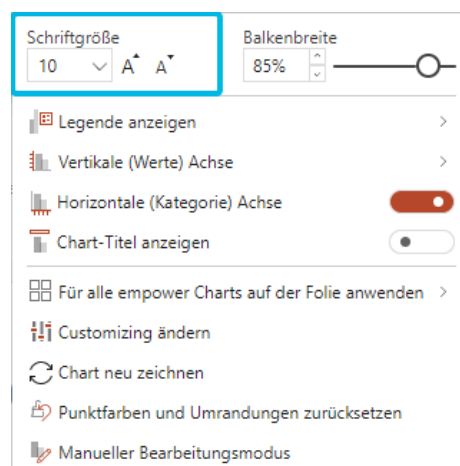 Schriftgröße Balkenbreite
10 A A 85%
Legende anzeigen
Vertikale (Werte) Achse
Horizontale (Kategorie) Achse
Chart-Titel anzeigen
Für alle empower Charts auf der Folie anwenden
Customizing ändern
Chart neu zeichnen
Punktfarben und Umrandungen zurücksetzen
Manueller Bearbeitungsmodus